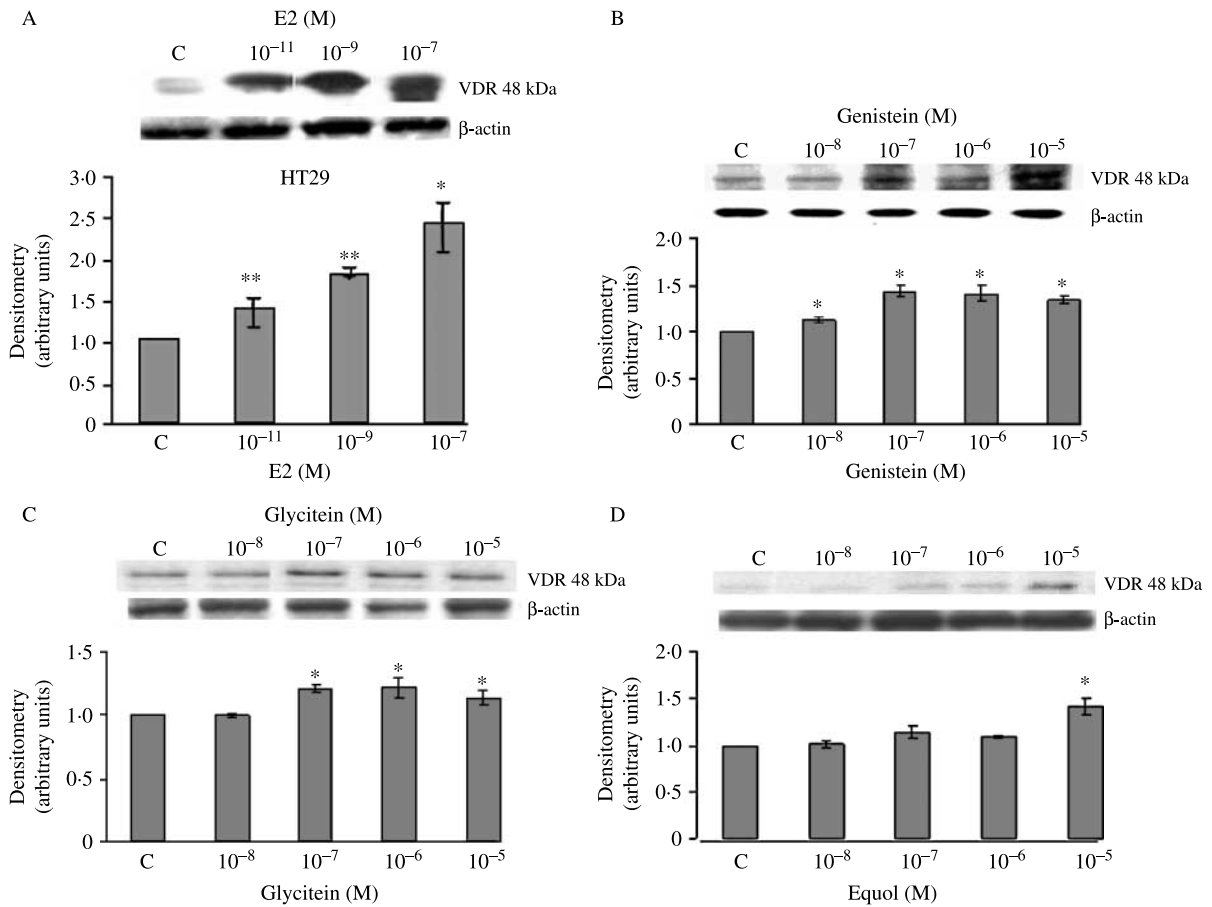 A
E2 (M)
C 10⁻¹¹ 10⁻⁹ 10⁻⁷
VDR 48 kDa
β-actin
HT29
Densitometry
(arbitrary units)
3·0
2·5
2·0
1·5
1·0
0·5
0
** ** *
C 10⁻¹¹ 10⁻⁹ 10⁻⁷
E2 (M)
B
Genistein (M)
C 10⁻⁸ 10⁻⁷ 10⁻⁶ 10⁻⁵
VDR 48 kDa
β-actin
Densitometry
(arbitrary units)
2·0
1·5
1·0
0·5
0
* * * *
C 10⁻⁸ 10⁻⁷ 10⁻⁶ 10⁻⁵
Genistein (M)
C
Glycitein (M)
C 10⁻⁸ 10⁻⁷ 10⁻⁶ 10⁻⁵
VDR 48 kDa
β-actin
Densitometry
(arbitrary units)
1·5
1·0
0·5
0
* * *
C 10⁻⁸ 10⁻⁷ 10⁻⁶ 10⁻⁵
Glycitein (M)
D
C 10⁻⁸ 10⁻⁷ 10⁻⁶ 10⁻⁵
VDR 48 kDa
β-actin
Densitometry
(arbitrary units)
2·0
1·5
1·0
0·5
0
*
C 10⁻⁸ 10⁻⁷ 10⁻⁶ 10⁻⁵
Equol (M)